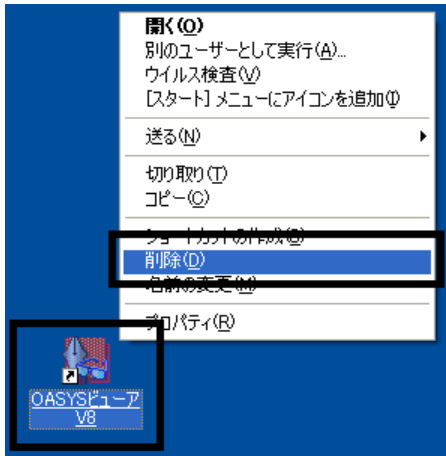 開く(O)
別のユーザーとして実行(A)...
ウイルス検査(V)
[スタート] メニューにアイコンを追加(I)
送る(N)
切り取り(T)
コピー(C)
ショートカットの作成(S)
削除(D)
名前の変更(M)
プロパティ(R)
OASYSビューア
V8